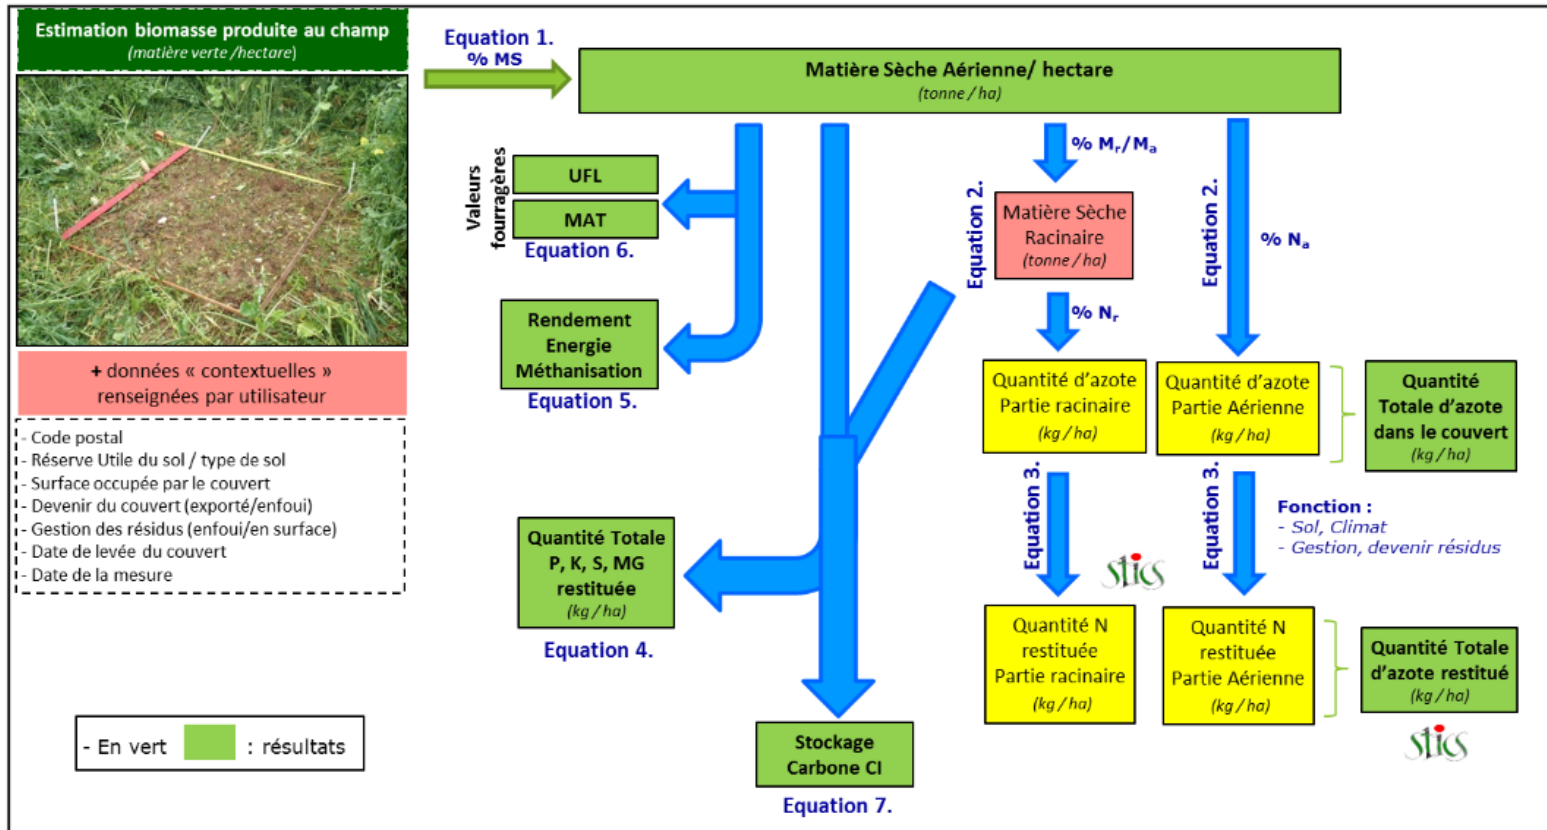 Estimation biomasse produite au champ
(matière verte /hectare)
+ données « contextuelles »
renseignées par utilisateur
- Code postal
- Réserve Utile du sol / type de sol
- Surface occupée par le couvert
- Devenir du couvert (exporté/enfoui)
- Gestion des résidus (enfoui/en surface)
- Date de levée du couvert
- Date de la mesure
- En vert : résultats
Equation 1.
% MS
Matière Sèche Aérienne/ hectare
(tonne / ha)
Valeurs
fourragères
UFL
MAT
Equation 6.
Rendement
Energie
Méthanisation
Equation 5.
Quantité Totale
P, K, S, MG
restituée
(kg / ha)
Equation 4.
Stockage
Carbone CI
Equation 7.
% Mr/Ma
Equation 2.
Matière Sèche
Racinaire
(tonne / ha)
% Nr
Equation 2.
% Na
Quantité d'azote
Partie racinaire
(kg / ha)
Quantité d'azote
Partie Aérienne
(kg / ha)
Quantité
Totale d'azote
dans le couvert
(kg / ha)
Equation 3.
stics
Equation 3.
Fonction :
- Sol, Climat
- Gestion, devenir résidus
Quantité N
restituée
Partie racinaire
(kg / ha)
Quantité N
restituée
Partie Aérienne
(kg / ha)
Quantité Totale
d'azote restitué
(kg / ha)
stics